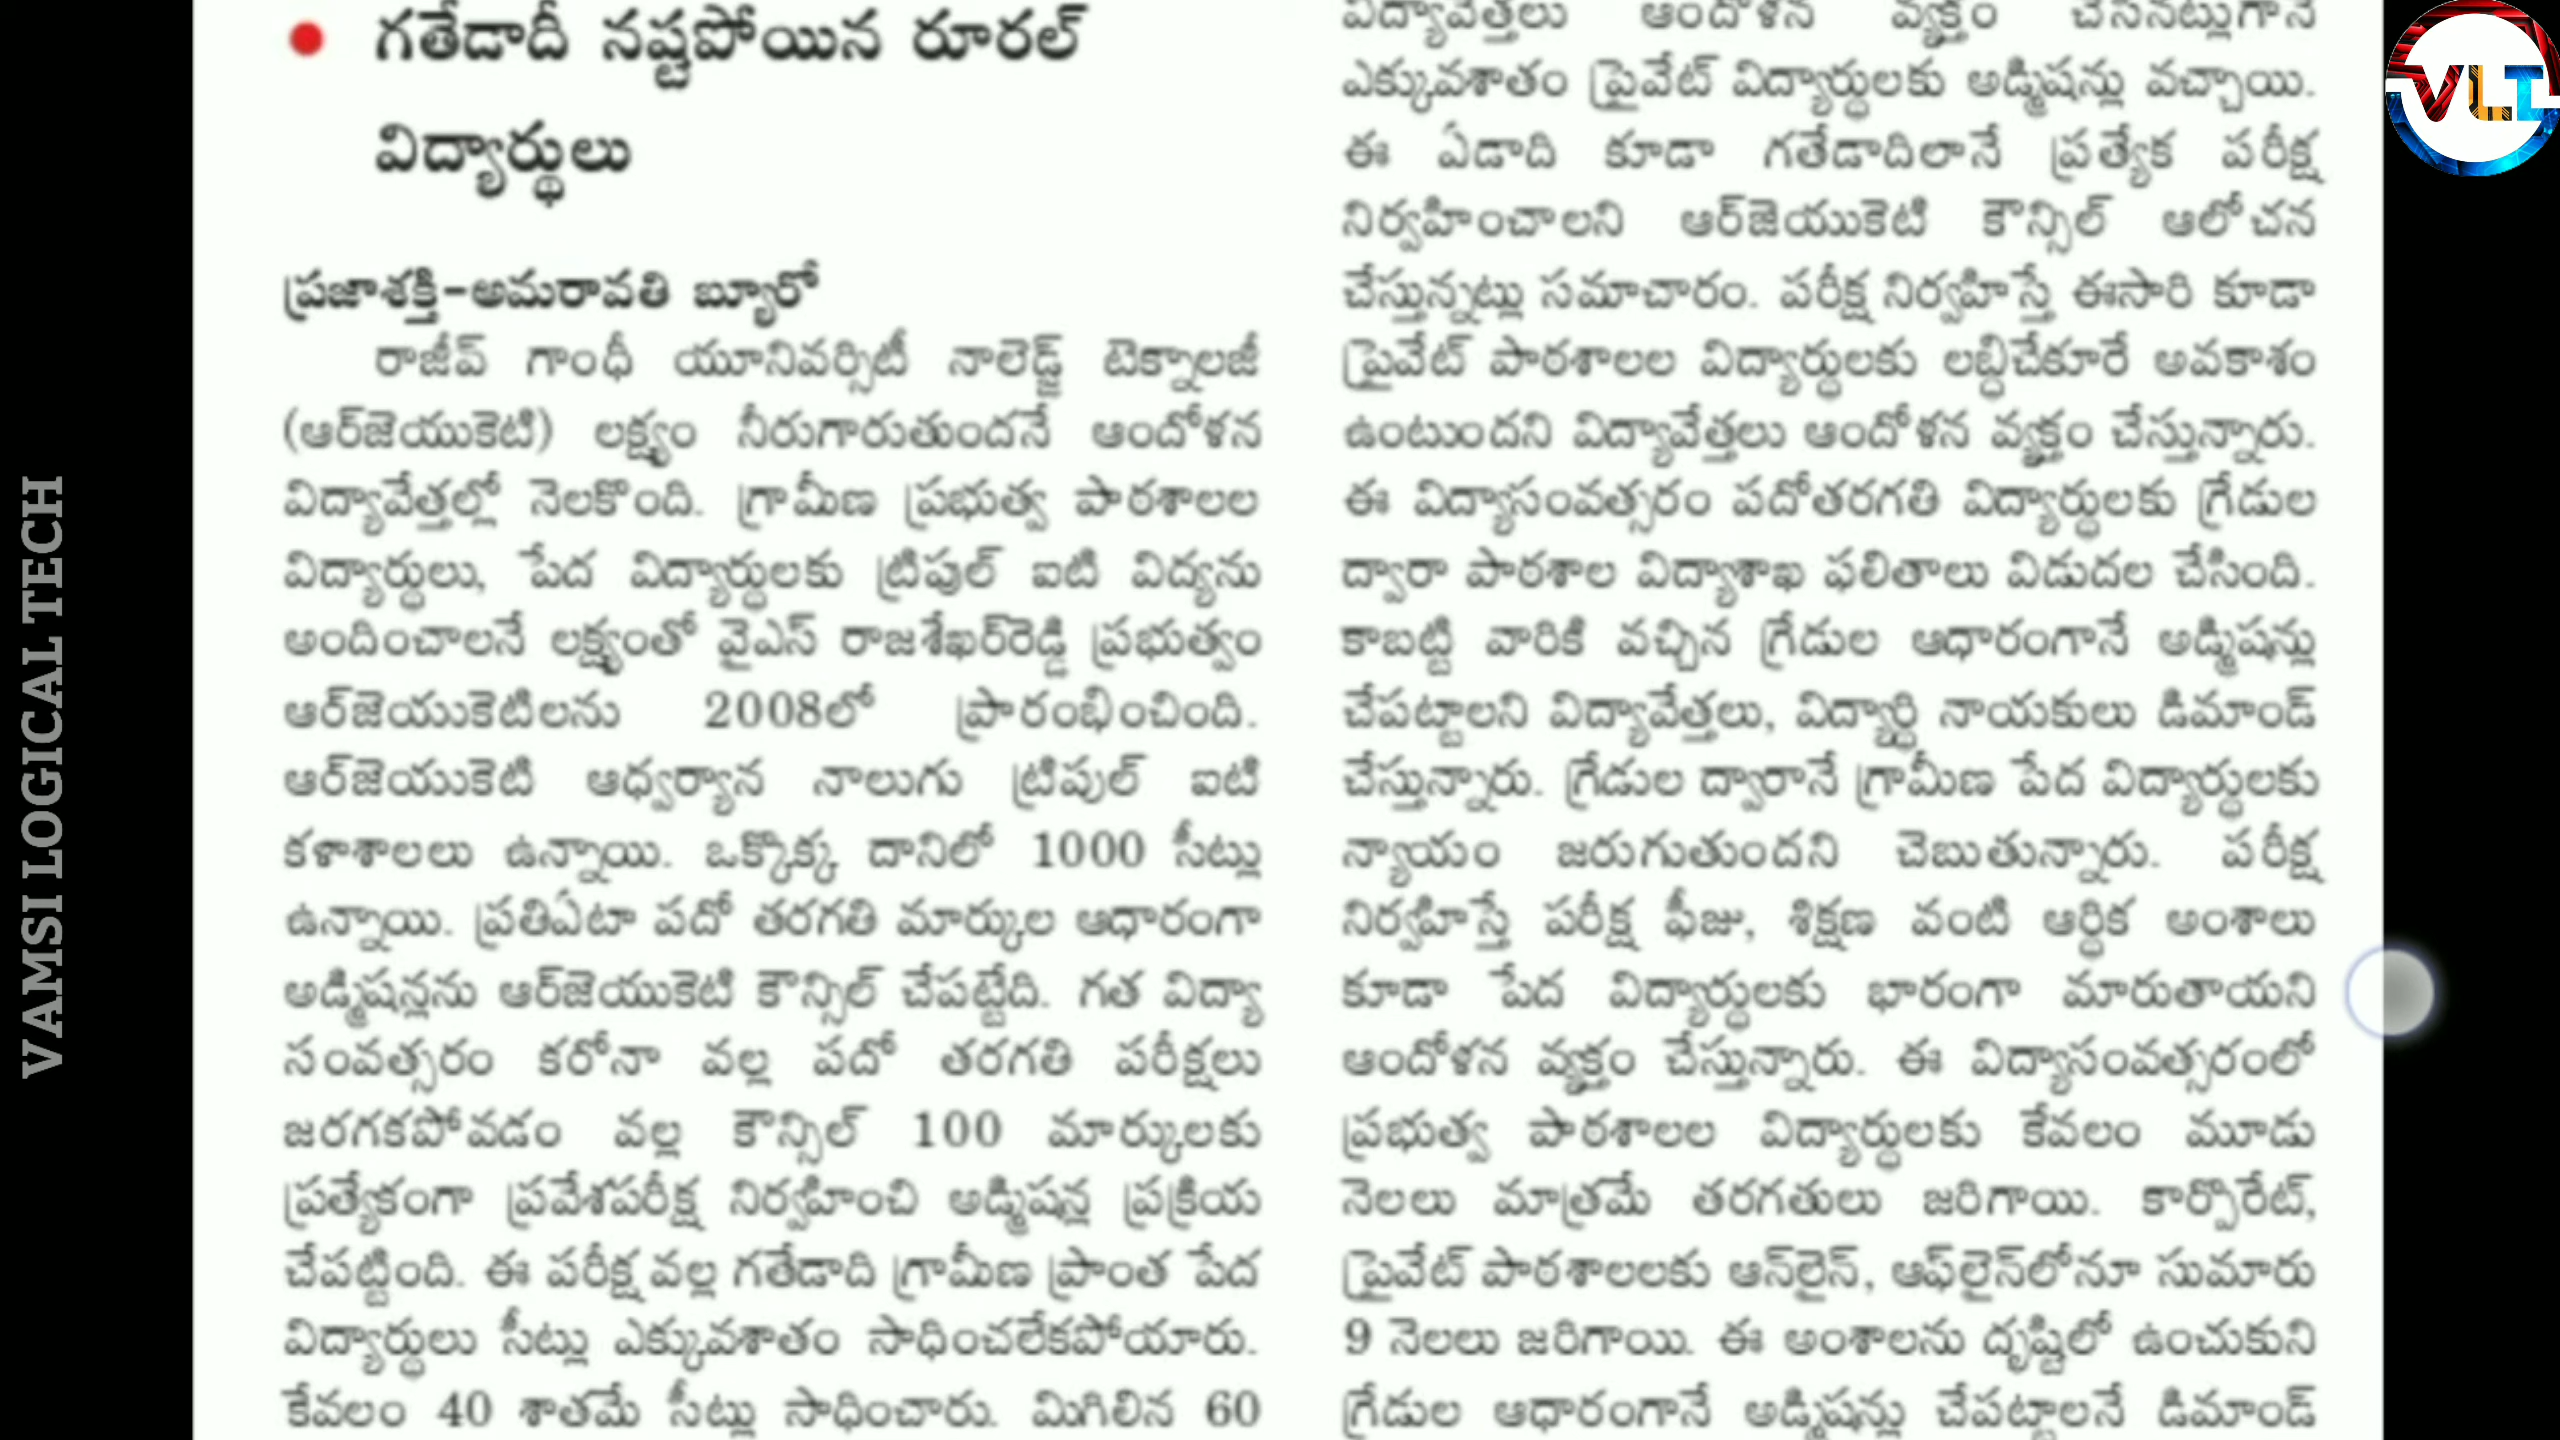 గతేడాదీ నష్టపోయిన రూరల్
విద్యార్థులు
ప్రజాశక్తి-అమరావతి బ్యూరో
రాజీవ్ గాంధీ యూనివర్సిటీ నాలెడ్జ్ టెక్నాలజీ
(ఆర్‌జెయుకెటి) లక్ష్యం నీరుగారుతుందనే ఆందోళన
విద్యావేత్తల్లో నెలకొంది. గ్రామీణ ప్రభుత్వ పాఠశాలల
విద్యార్థులు, పేద విద్యార్థులకు ట్రిపుల్ ఐటి విద్యను
అందించాలనే లక్ష్యంతో వైఎస్ రాజశేఖర్‌రెడ్డి ప్రభుత్వం
ఆర్‌జెయుకెటిలను 2008లో ప్రారంభించింది.
ఆర్‌జెయుకెటి ఆధ్వర్యాన నాలుగు ట్రిపుల్ ఐటి
కళాశాలలు ఉన్నాయి. ఒక్కొక్క దానిలో 1000 సీట్లు
ఉన్నాయి. ప్రతిఏటా పదో తరగతి మార్కుల ఆధారంగా
అడ్మిషన్లను ఆర్‌జెయుకెటి కౌన్సిల్ చేపట్టేది. గత విద్యా
సంవత్సరం కరోనా వల్ల పదో తరగతి పరీక్షలు
జరగకపోవడం వల్ల కౌన్సిల్ 100 మార్కులకు
ప్రత్యేకంగా ప్రవేశపరీక్ష నిర్వహించి అడ్మిషన్ల ప్రక్రియ
చేపట్టింది. ఈ పరీక్ష వల్ల గతేడాది గ్రామీణ ప్రాంత పేద
విద్యార్థులు సీట్లు ఎక్కువశాతం సాధించలేకపోయారు.
కేవలం 40 శాతమే సీట్లు సాధించారు. మిగిలిన 60
విద్యావేత్తలు ఆందోళన వ్యక్తం చేసినట్లుగానే
ఎక్కువశాతం ప్రైవేట్ విద్యార్థులకు అడ్మిషన్లు వచ్చాయి.
ఈ ఏడాది కూడా గతేడాదిలానే ప్రత్యేక పరీక్ష
నిర్వహించాలని ఆర్‌జెయుకెటి కౌన్సిల్ ఆలోచన
చేస్తున్నట్లు సమాచారం. పరీక్ష నిర్వహిస్తే ఈసారి కూడా
ప్రైవేట్ పాఠశాలల విద్యార్థులకు లబ్ధిచేకూరే అవకాశం
ఉంటుందని విద్యావేత్తలు ఆందోళన వ్యక్తం చేస్తున్నారు.
ఈ విద్యాసంవత్సరం పదోతరగతి విద్యార్థులకు గ్రేడుల
ద్వారా పాఠశాల విద్యాశాఖ ఫలితాలు విడుదల చేసింది.
కాబట్టి వారికి వచ్చిన గ్రేడుల ఆధారంగానే అడ్మిషన్లు
చేపట్టాలని విద్యావేత్తలు, విద్యార్థి నాయకులు డిమాండ్
చేస్తున్నారు. గ్రేడుల ద్వారానే గ్రామీణ పేద విద్యార్థులకు
న్యాయం జరుగుతుందని చెబుతున్నారు. పరీక్ష
నిర్వహిస్తే పరీక్ష ఫీజు, శిక్షణ వంటి ఆర్థిక అంశాలు
కూడా పేద విద్యార్థులకు భారంగా మారుతాయని
ఆందోళన వ్యక్తం చేస్తున్నారు. ఈ విద్యాసంవత్సరంలో
ప్రభుత్వ పాఠశాలల విద్యార్థులకు కేవలం మూడు
నెలలు మాత్రమే తరగతులు జరిగాయి. కార్పొరేట్,
ప్రైవేట్ పాఠశాలలకు ఆన్‌లైన్, ఆఫ్‌లైన్‌లోనూ సుమారు
9 నెలలు జరిగాయి. ఈ అంశాలను దృష్టిలో ఉంచుకుని
గ్రేడుల ఆధారంగానే అడ్మిషన్లు చేపట్టాలనే డిమాండ్
VAMSI LOGICAL TECH
VLT